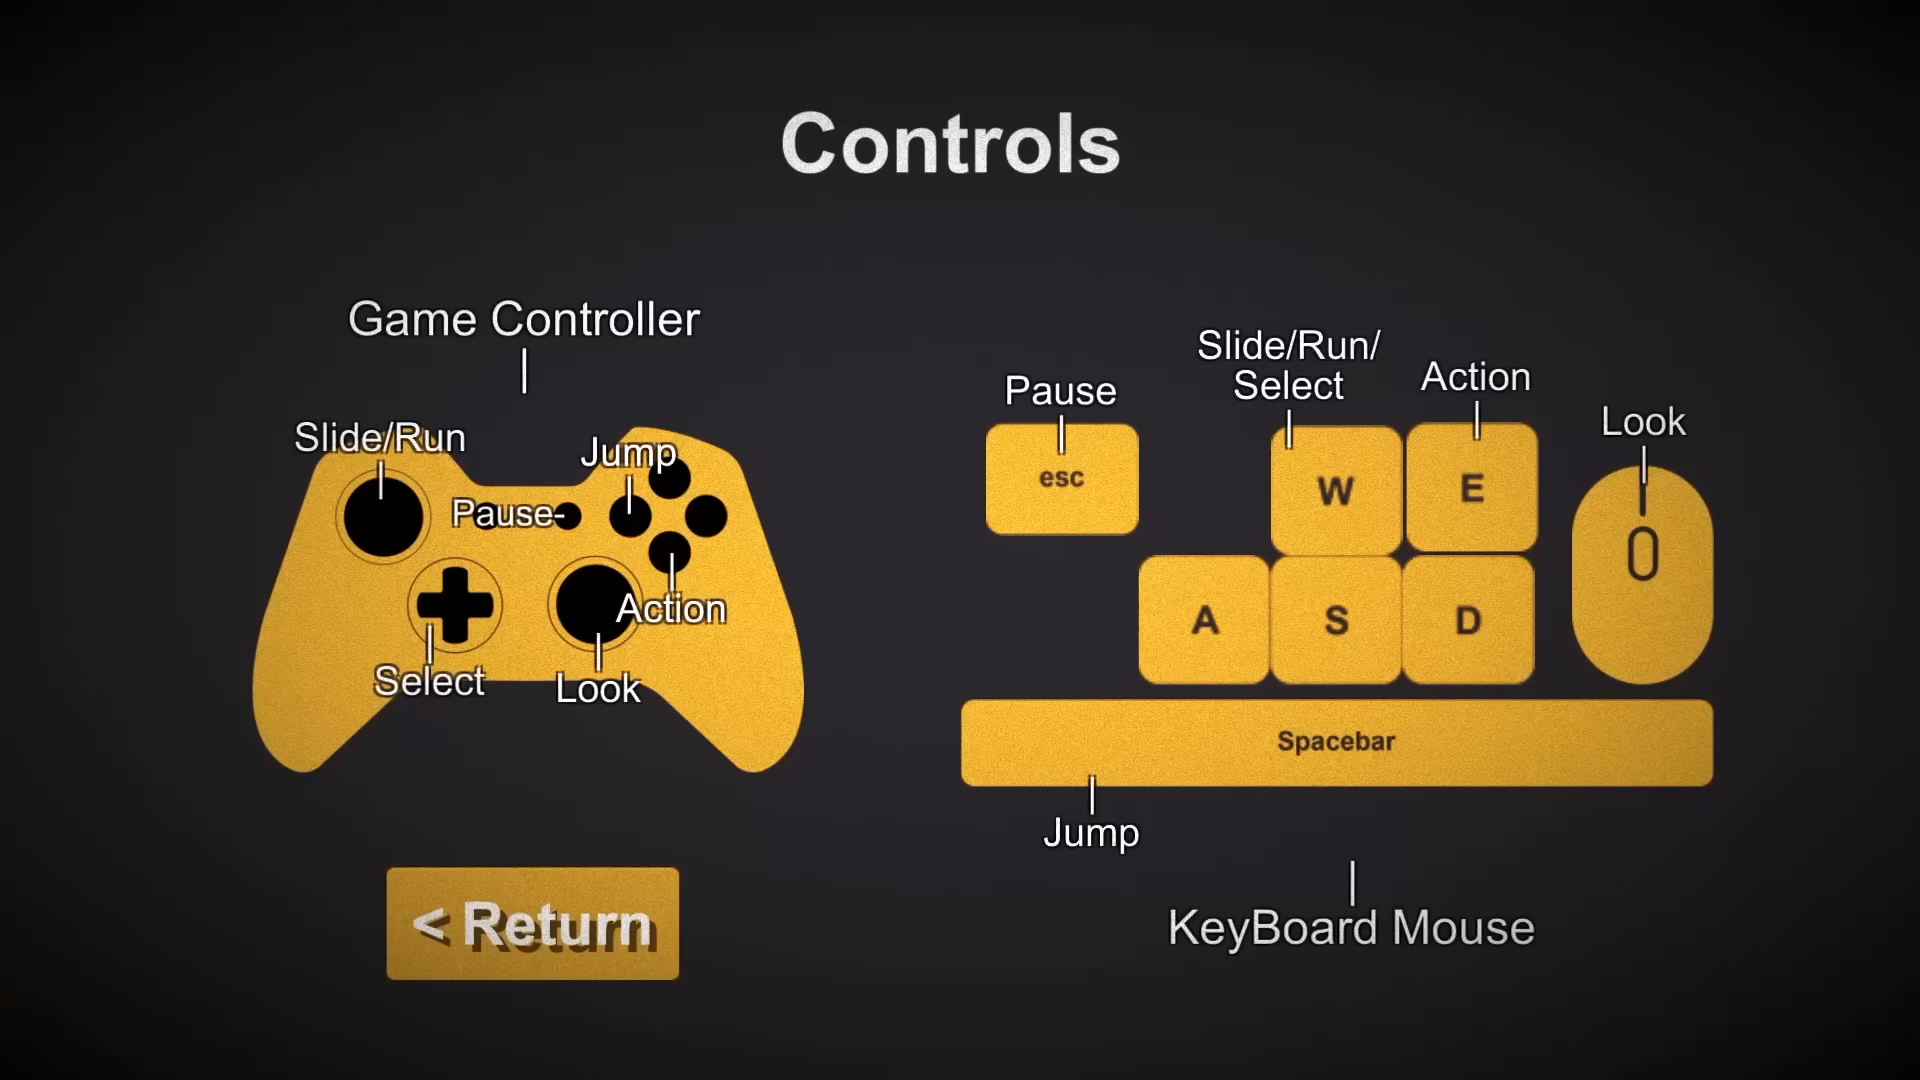 Controls
Game Controller
Slide/Run
Jump
Pause-
Action
Select
Look
Pause
Slide/Run/
Select
Action
Look
esc
W
E
A
S
D
Spacebar
Jump
KeyBoard Mouse
< Return